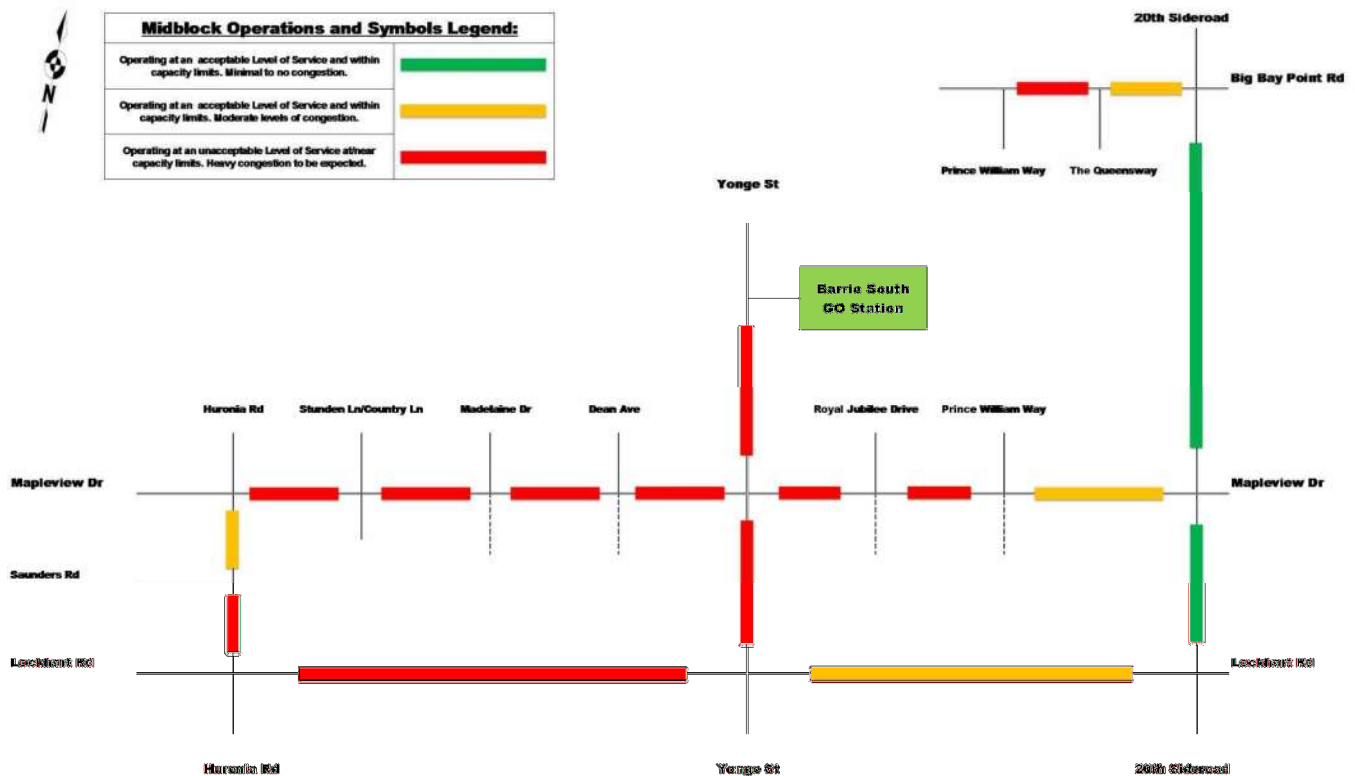 20th Sideroad
Midblock Operations and Symbols Legend:
Operating at an acceptable Level of Service and within
capacity limits. Minimal to no congestion.
Operating at an acceptable Level of Service and within
capacity limits. Moderate levels of congestion.
Operating at an unacceptable Level of Service at/near
capacity limits. Heavy congestion to be expected.
N
Big Bay Point Rd
Prince William Way
The Queensway
Yonge St
Barrie South
GO Station
Huronia Rd
Stunden Ln/Country Ln
Madelaine Dr
Dean Ave
Royal Jubilee Drive
Prince William Way
Mapleview Dr
Mapleview Dr
Saunders Rd
Lockhart Rd
Lockhart Rd
Huronia Rd
Yonge St
20th Sideroad